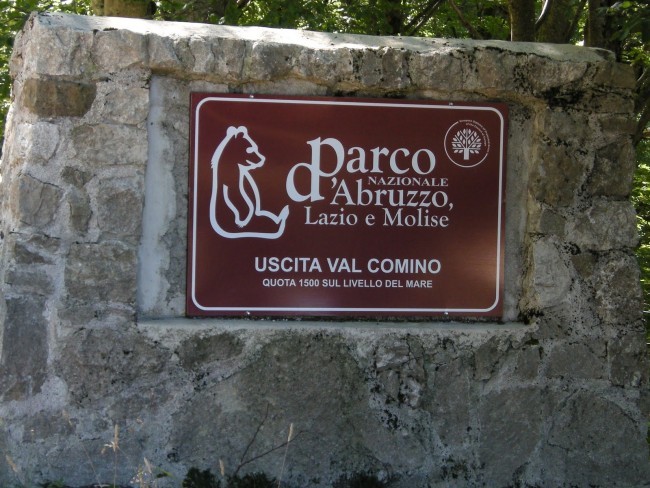 Parco
NAZIONALE
d'Abruzzo,
Lazio e Molise
USCITA VAL COMINO
QUOTA 1500 SUL LIVELLO DEL MARE